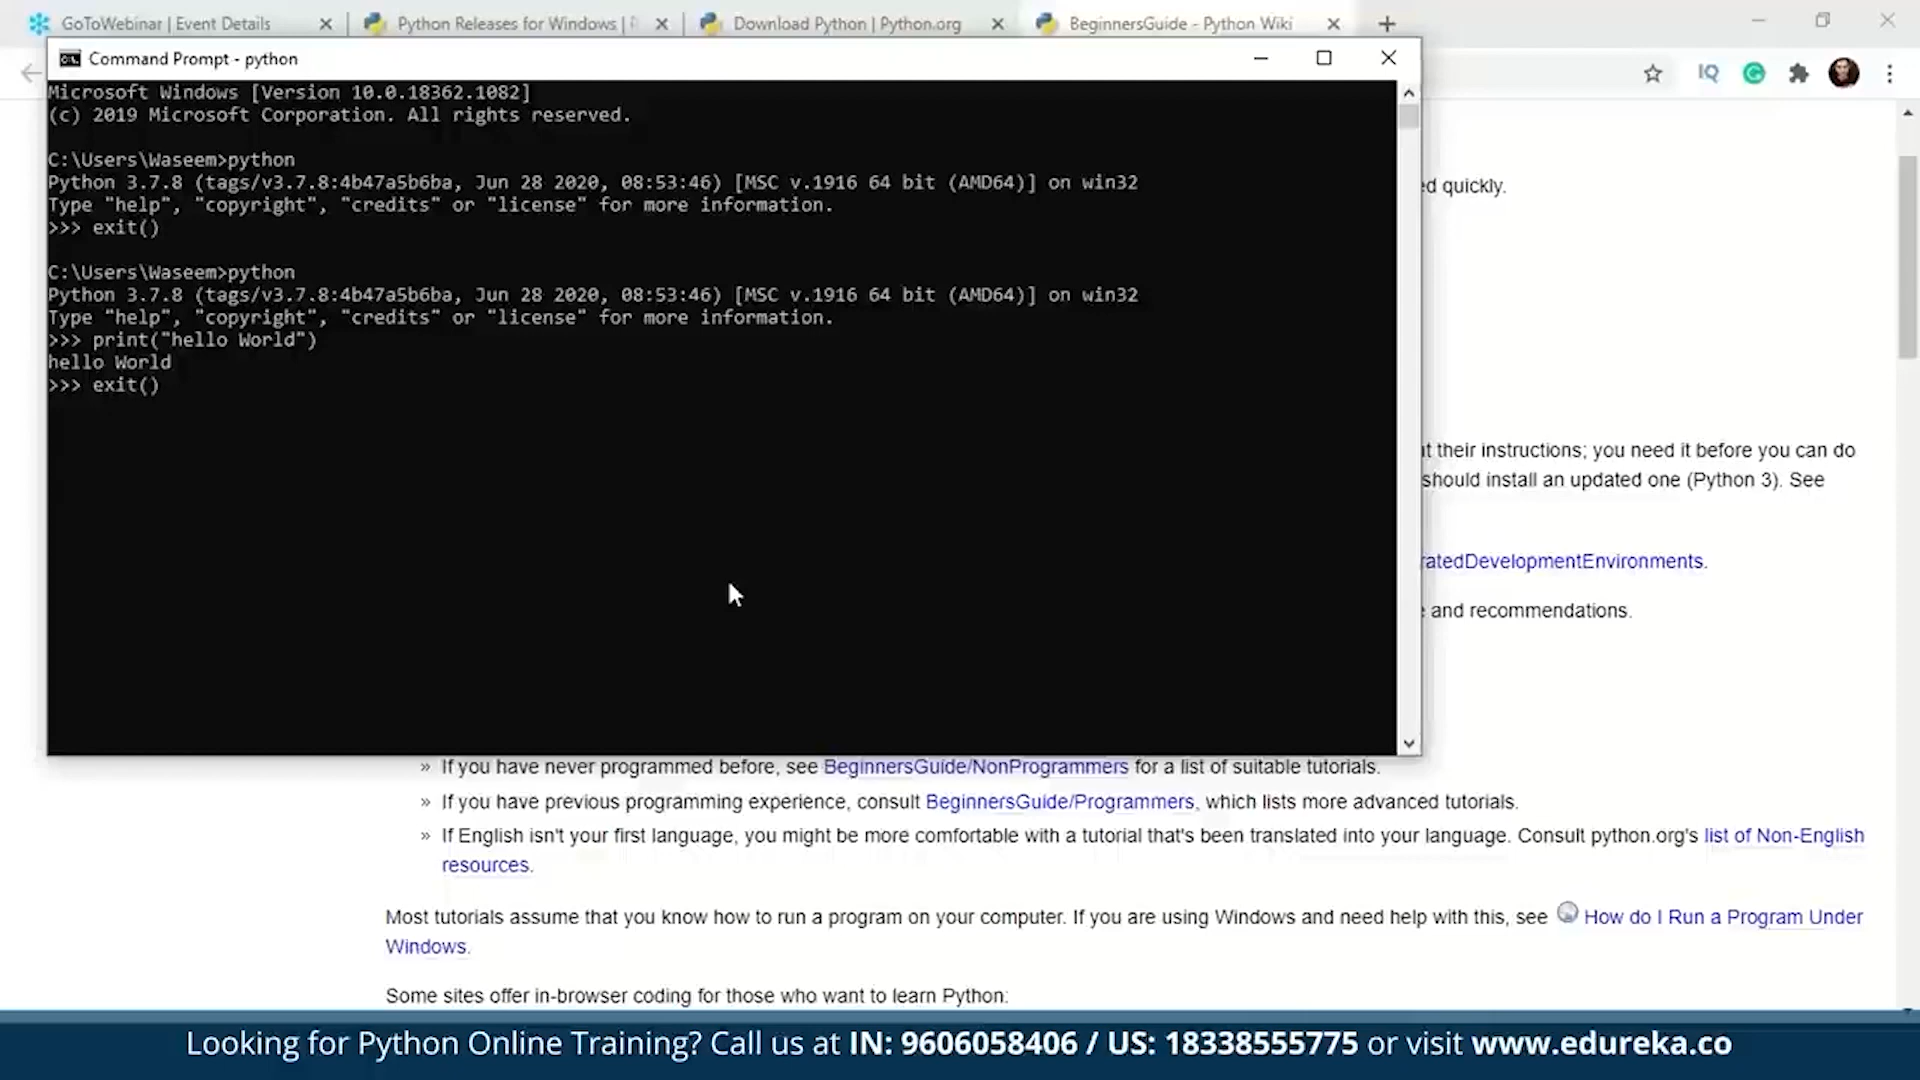 GoToWebinar | Event Details
Python Releases for Windows |
Download Python | Python.org
BeginnersGuide - Python Wiki
Command Prompt - python
IQ
Microsoft Windows [Version 10.0.18362.1082]
(c) 2019 Microsoft Corporation. All rights reserved.
C:\Users\Waseem>python
Python 3.7.8 (tags/v3.7.8:4b47a5b6ba, Jun 28 2020, 08:53:46) [MSC v.1916 64 bit (AMD64)] on win32
Type "help", "copyright", "credits" or "license" for more information.
>>> exit()
C:\Users\Waseem>python
Python 3.7.8 (tags/v3.7.8:4b47a5b6ba, Jun 28 2020, 08:53:46) [MSC v.1916 64 bit (AMD64)] on win32
Type "help", "copyright", "credits" or "license" for more information.
>>> print("hello World")
hello World
>>> exit()
quickly.
their instructions; you need it before you can do
should install an updated one (Python 3). See
ratedDevelopmentEnvironments.
and recommendations.
» If you have never programmed before, see BeginnersGuide/NonProgrammers for a list of suitable tutorials.
» If you have previous programming experience, consult BeginnersGuide/Programmers, which lists more advanced tutorials.
» If English isn't your first language, you might be more comfortable with a tutorial that's been translated into your language. Consult python.org's list of Non-English
resources.
Most tutorials assume that you know how to run a program on your computer. If you are using Windows and need help with this, see How do I Run a Program Under
Windows.
Some sites offer in-browser coding for those who want to learn Python:
Looking for Python Online Training? Call us at IN: 9606058406 / US: 18338555775 or visit www.edureka.co